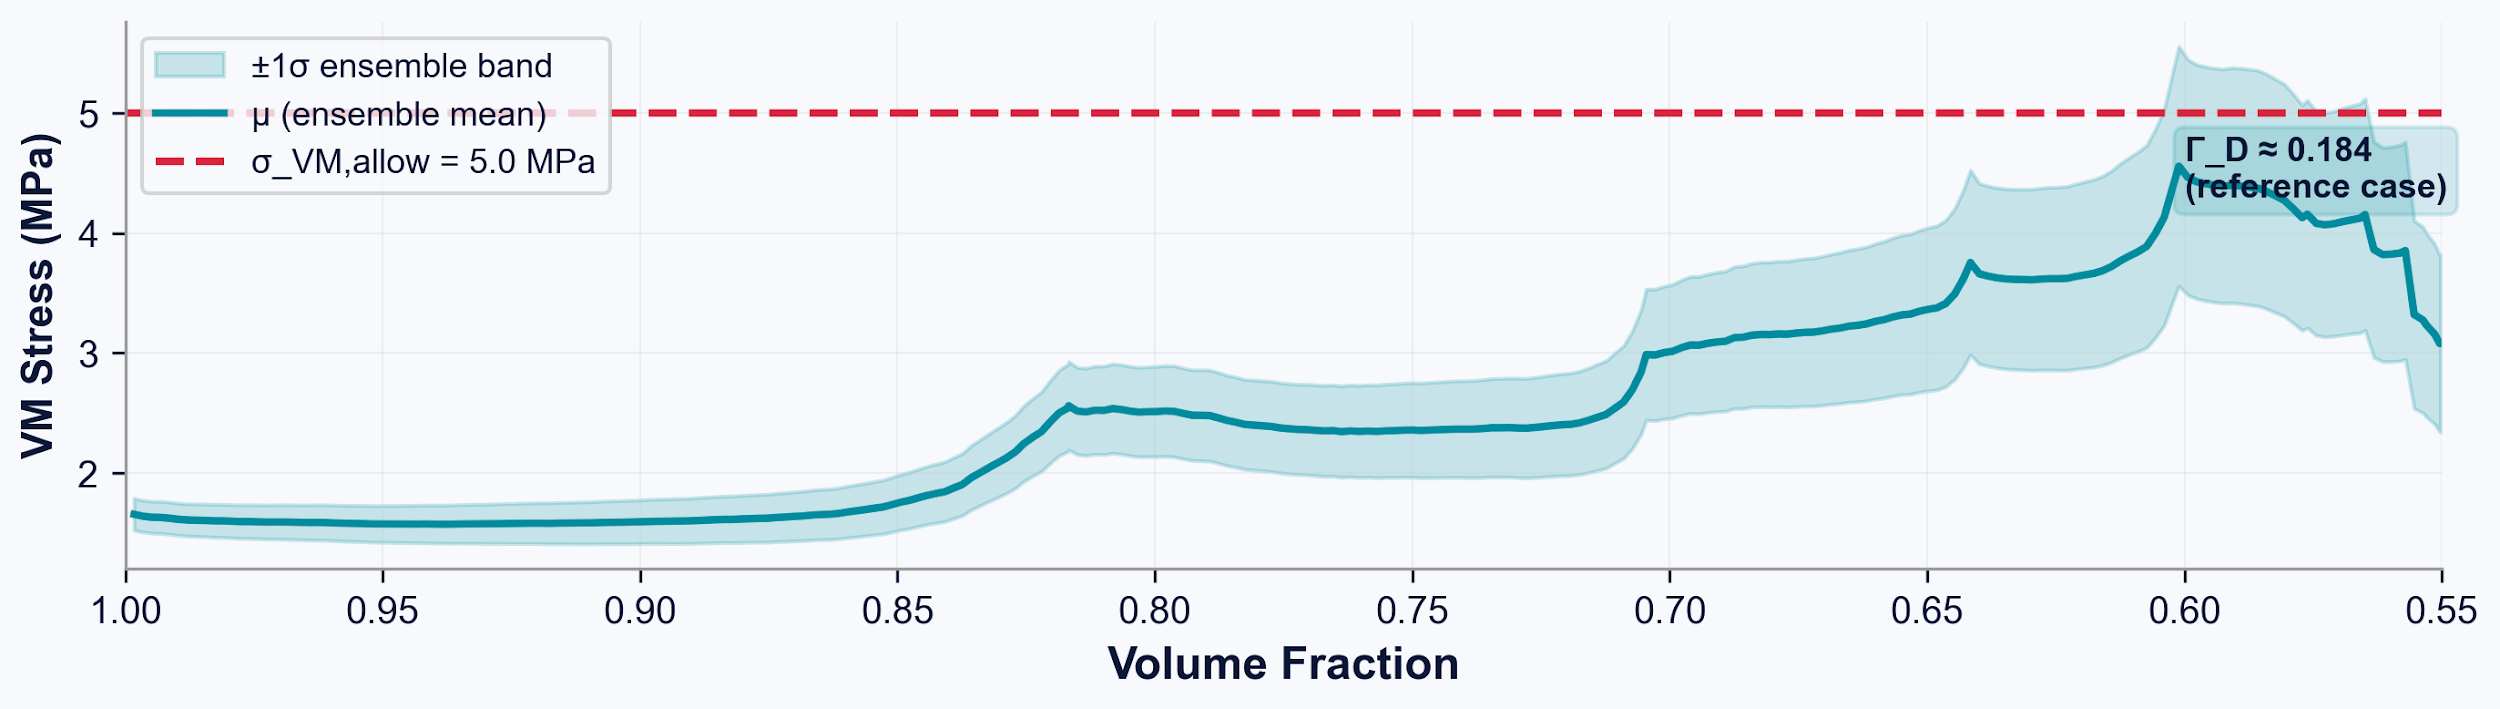 ±1σ ensemble band
μ (ensemble mean)
σ_VM,allow = 5.0 MPa
Γ_D ≈ 0.184
(reference case)
VM Stress (MPa)
5
4
3
2
1.00 0.95 0.90 0.85 0.80 0.75 0.70 0.65 0.60 0.55
Volume Fraction